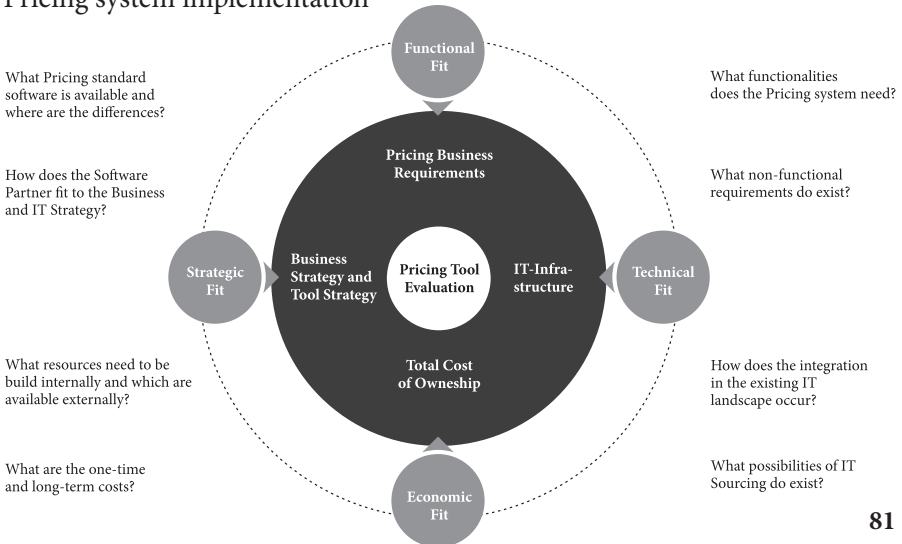 Pricing system implementation
Functional
Fit
What Pricing standard
software is available and
where are the differences?
How does the Software
Partner fit to the Business
and IT Strategy?
What functionalities
does the Pricing system need?
What non-functional
requirements do exist?
Pricing Business
Requirements
Strategic
Fit
Business
Strategy and
Tool Strategy
Pricing Tool
Evaluation
IT-Infra-
structure
Technical
Fit
Total Cost
of Owneship
What resources need to be
build internally and which are
available externally?
What are the one-time
and long-term costs?
How does the integration
in the existing IT
landscape occur?
What possibilities of IT
Sourcing do exist?
Economic
Fit
81